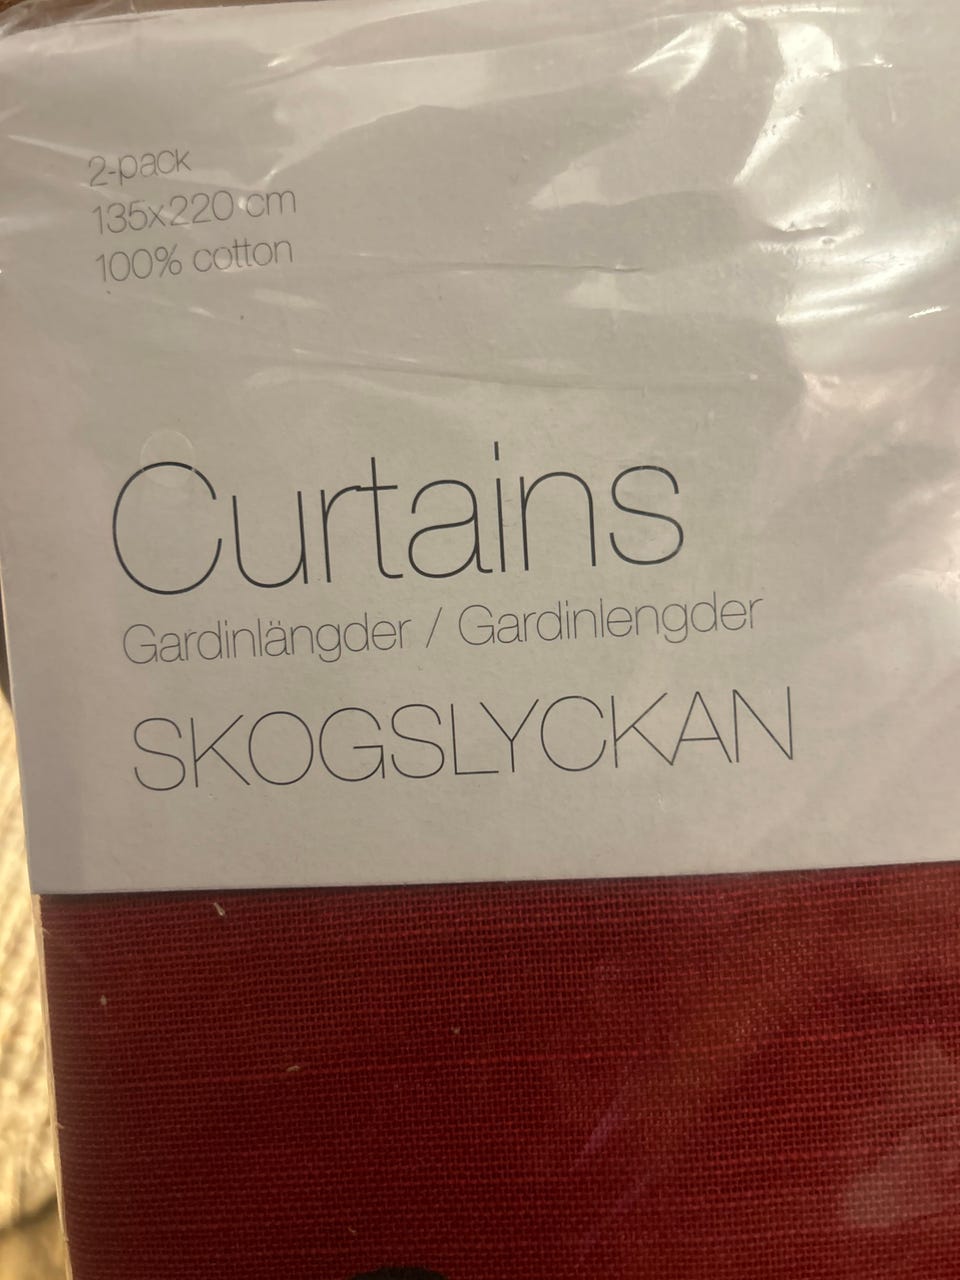 2-pack
135x220 cm
100% cotton
Curtains
Gardinlängder / Gardinlengder
SKOGSLYCKAN